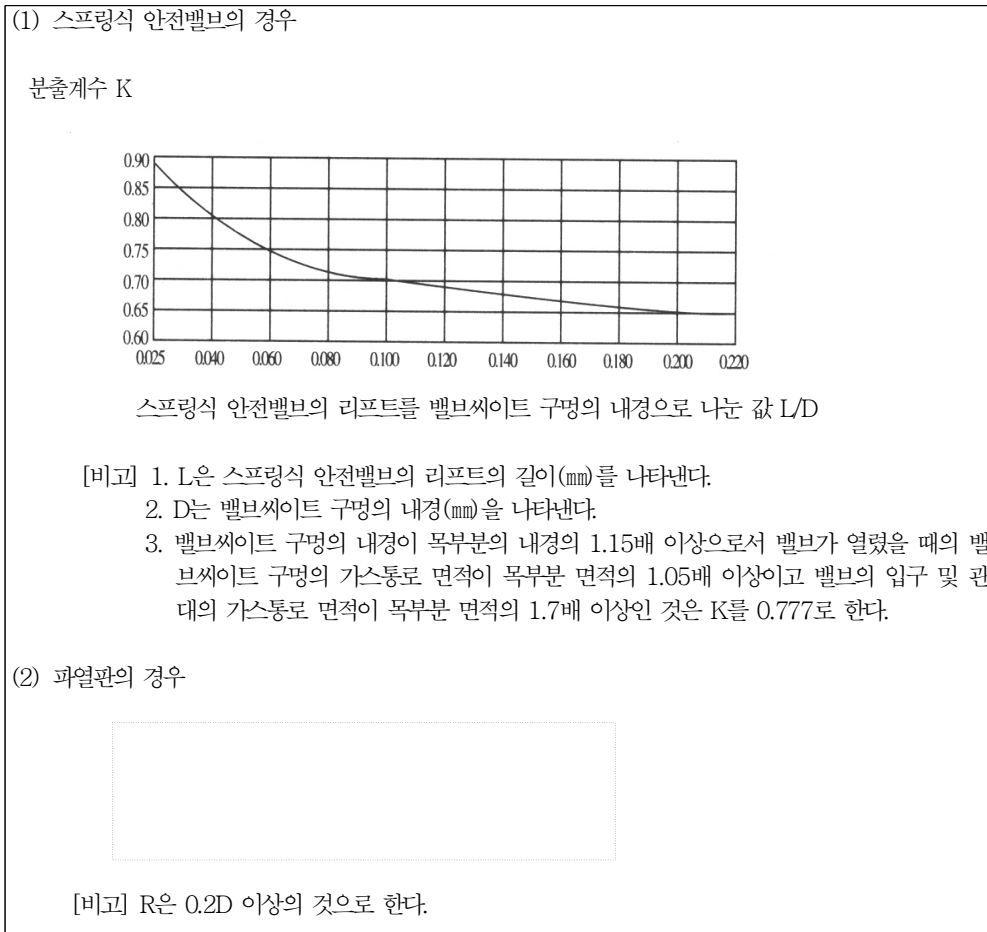 (1) 스프링식 안전밸브의 경우
분출계수 K
0.90
0.85
0.80
0.75
0.70
0.65
0.60
0.025 0.040 0.060 0.080 0.100 0.120 0.140 0.160 0.180 0.200 0.220
스프링식 안전밸브의 리프트를 밸브씨이트 구멍의 내경으로 나눈 값 L/D
[비고] 1. L은 스프링식 안전밸브의 리프트의 길이(㎜)를 나타낸다.
2. D는 밸브씨이트 구멍의 내경(㎜)을 나타낸다.
3. 밸브씨이트 구멍의 내경이 목부분의 내경의 1.15배 이상으로서 밸브가 열렸을 때의 밸
브씨이트 구멍의 가스통로 면적이 목부분 면적의 1.05배 이상이고 밸브의 입구 및 관
대의 가스통로 면적이 목부분 면적의 1.7배 이상인 것은 K를 0.777로 한다.
(2) 파열판의 경우
[비고] R은 0.2D 이상의 것으로 한다.